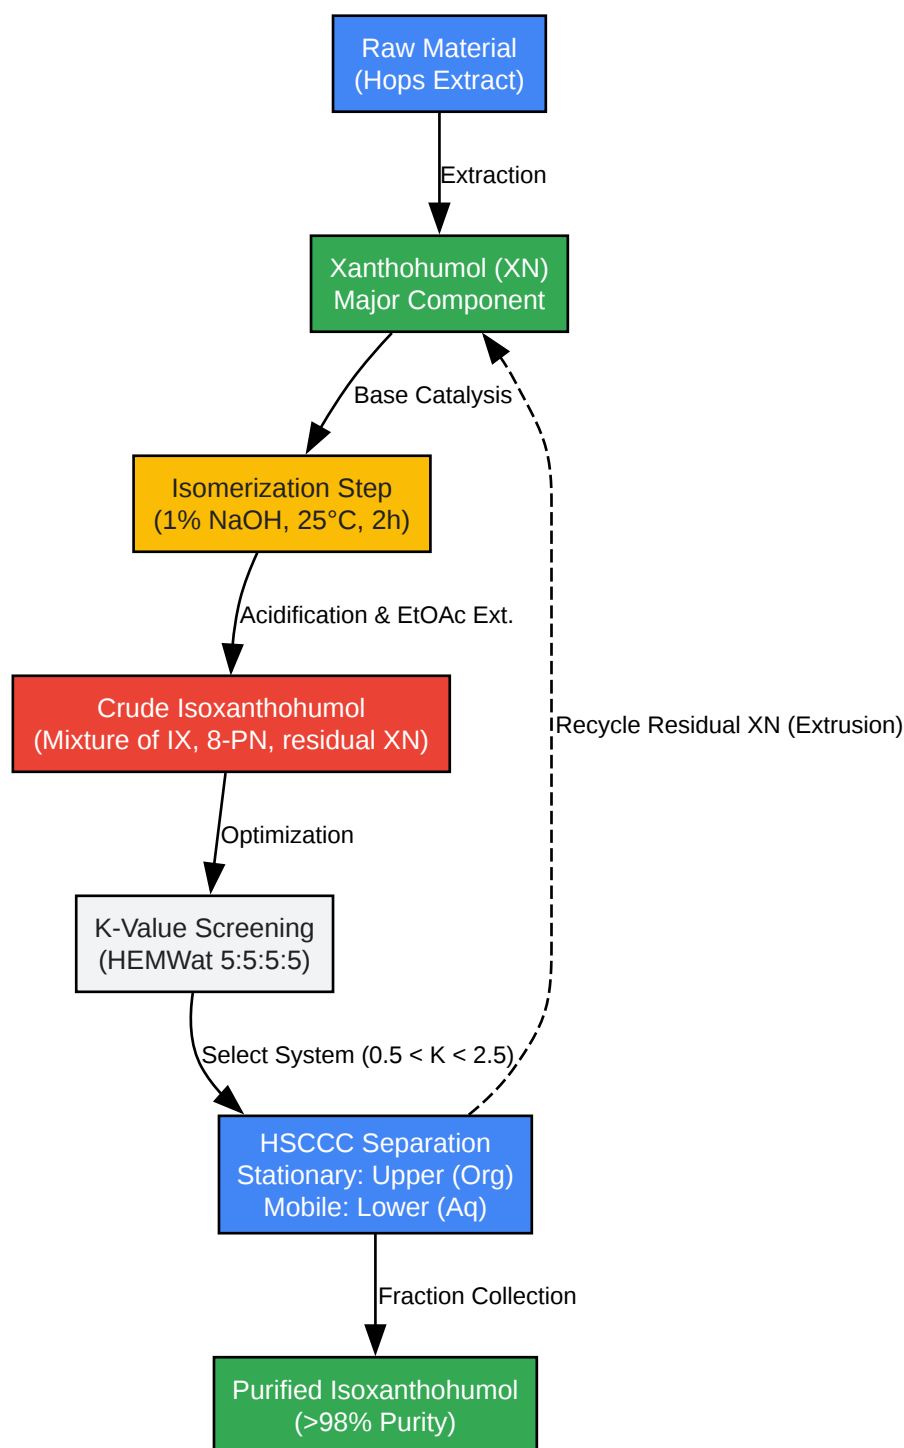 Raw Material
(Hops Extract)
Extraction
Xanthohumol (XN)
Major Component
Base Catalysis
Isomerization Step
(1% NaOH, 25°C, 2h)
Acidification & EtOAc Ext.
Crude Isoxanthohumol
(Mixture of IX, 8-PN, residual XN)
Recycle Residual XN (Extrusion)
Optimization
K-Value Screening
(HEMWat 5:5:5:5)
Select System (0.5 < K < 2.5)
HSCCC Separation
Stationary: Upper (Org)
Mobile: Lower (Aq)
Fraction Collection
Purified Isoxanthohumol
(>98% Purity)